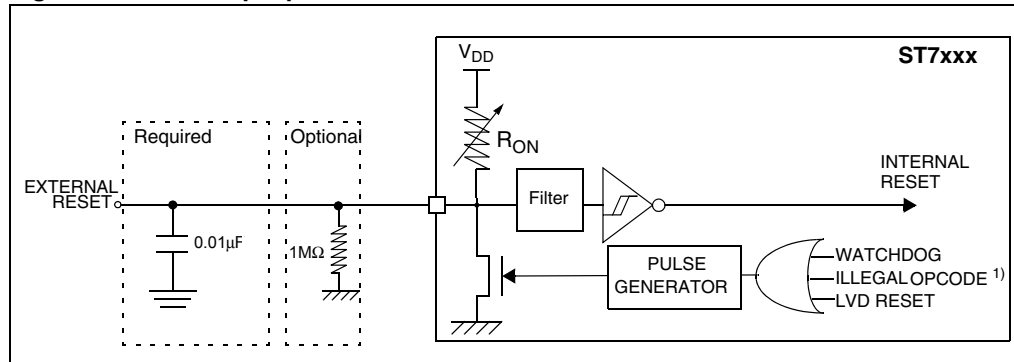 ST7xxx
VDD
RON
Required
Optional
EXTERNAL
RESET
0.01µF
1MΩ
Filter
INTERNAL
RESET
PULSE
GENERATOR
WATCHDOG
ILLEGAL OPCODE 1)
LVD RESET